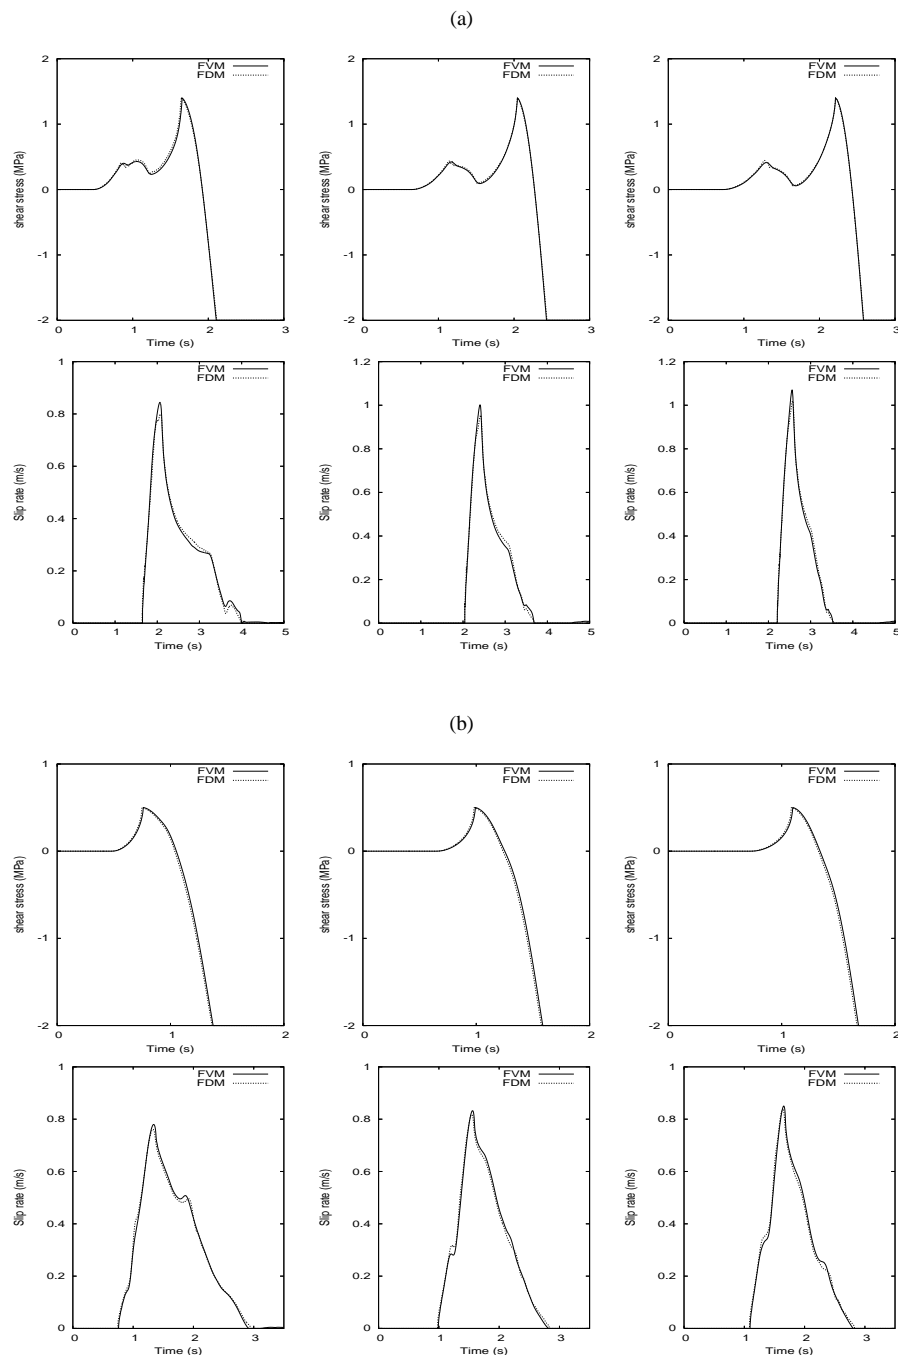 (a)
FVM
FDM
shear stress (MPa)
2
1
0
-1
-2
0 1 2 3
Time (s)
FVM
FDM
shear stress (MPa)
2
1
0
-1
-2
0 1 2 3
Time (s)
FVM
FDM
shear stress (MPa)
2
1
0
-1
-2
0 1 2 3
Time (s)
FVM
FDM
Slip rate (m/s)
1
0.8
0.6
0.4
0.2
0
0 1 2 3 4 5
Time (s)
FVM
FDM
Slip rate (m/s)
1.2
1
0.8
0.6
0.4
0.2
0
0 1 2 3 4 5
Time (s)
FVM
FDM
Slip rate (m/s)
1.2
1
0.8
0.6
0.4
0.2
0
0 1 2 3 4 5
Time (s)
(b)
FVM
FDM
shear stress (MPa)
1
0
-1
-2
0 1 2
Time (s)
FVM
FDM
shear stress (MPa)
1
0
-1
-2
0 1 2
Time (s)
FVM
FDM
shear stress (MPa)
1
0
-1
-2
0 1 2
Time (s)
FVM
FDM
Slip rate (m/s)
1
0.8
0.6
0.4
0.2
0
0 1 2 3
Time (s)
FVM
FDM
Slip rate (m/s)
1
0.8
0.6
0.4
0.2
0
0 1 2 3
Time (s)
FVM
FDM
Slip rate (m/s)
1
0.8
0.6
0.4
0.2
0
0 1 2 3
Time (s)